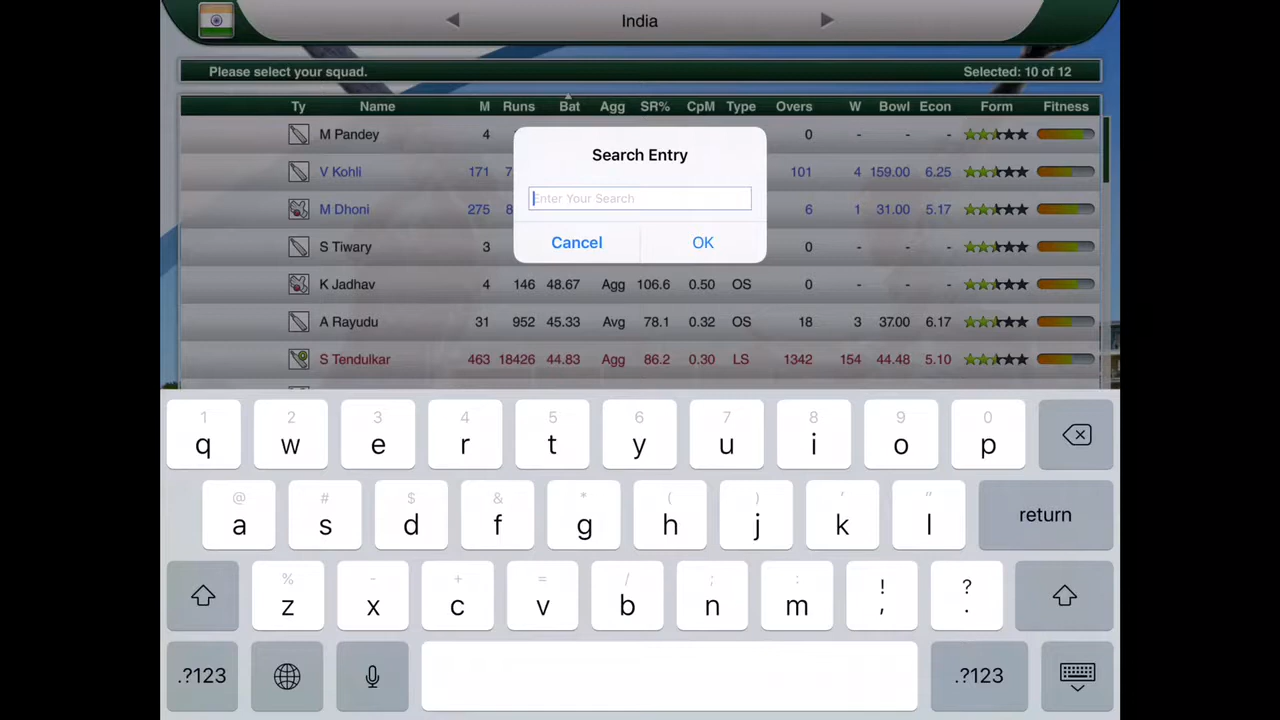 India
Please select your squad. Selected: 10 of 12
Ty Name M Runs Bat Agg SR% CpM Type Overs W Bowl Econ Form Fitness
M Pandey 4 0 - - -
V Kohli 171 101 4 159.00 6.25
M Dhoni 275 6 1 31.00 5.17
S Tiwary 3 0 - - -
K Jadhav 4 146 48.67 Agg 106.6 0.50 OS 0 - - -
A Rayudu 31 952 45.33 Avg 78.1 0.32 OS 18 3 37.00 6.17
S Tendulkar 463 18426 44.83 Agg 86.2 0.30 LS 1342 154 44.48 5.10
Search Entry
Enter Your Search
Cancel OK
1 2 3 4 5 6 7 8 9 0
q w e r t y u i o p
@ # $ & * ( ) ' "
a s d f g h j k l return
% - + = / ; : ! ?
z x c v b n m , .
.?123 .?123